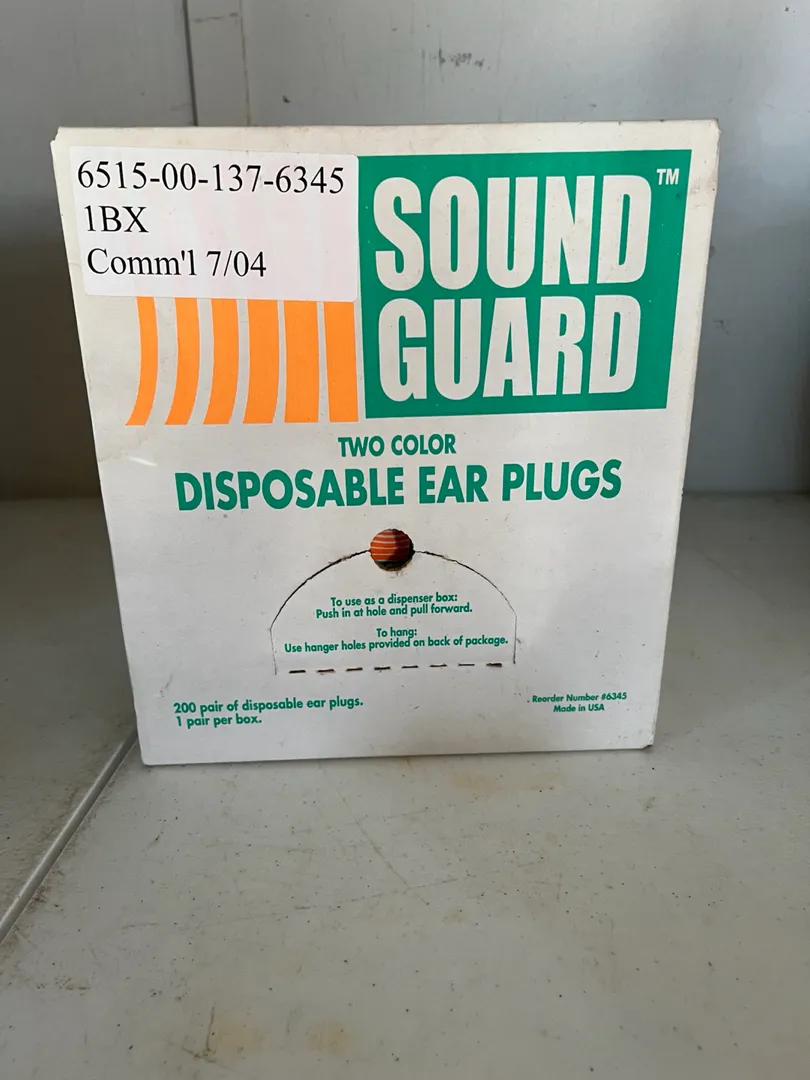 6515-00-137-6345
1BX
Comm'l 7/04
SOUND
GUARD™
TWO COLOR
DISPOSABLE EAR PLUGS
To use as a dispenser box:
Push in at hole and pull forward.
To hang:
Use hanger holes provided on back of package.
200 pair of disposable ear plugs.
1 pair per box.
Reorder Number #6345
Made in USA